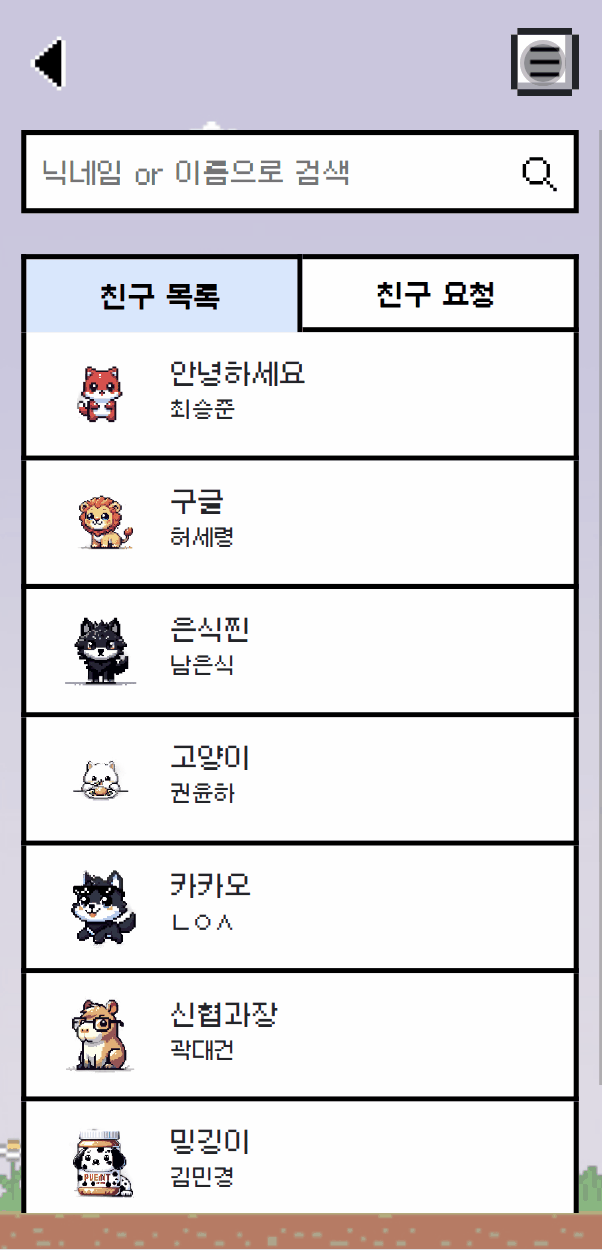 닉네임 or 이름으로 검색
친구 목록
친구 요청
안녕하세요
최승준
구글
허세령
은식찐
남은식
고양이
권윤하
카카오
ㄴㅇㅅ
신협과장
곽대건
밍깅이
김민경